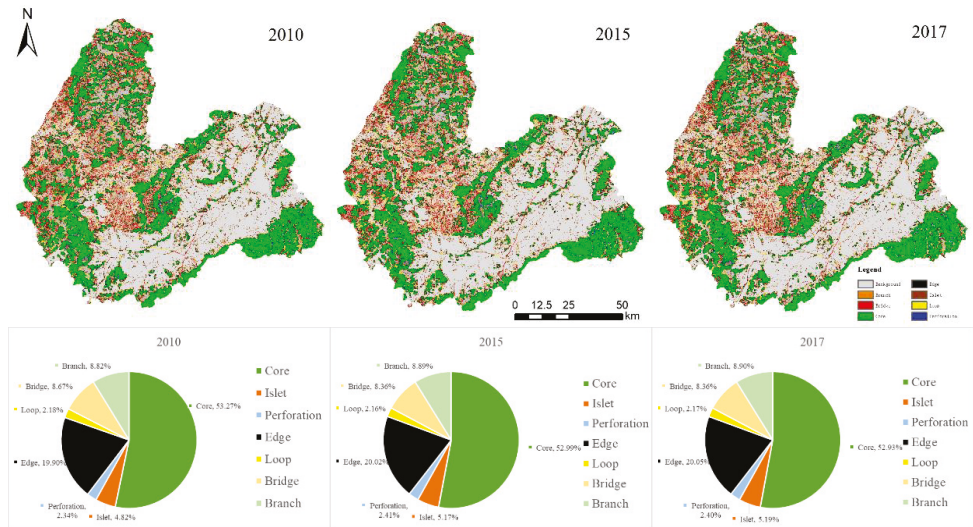 N
2010
2015
2017
Legend
Background
Branch
Bridge
Core
Edge
Islet
0 12.5 25 50
km
2010
Branch, 8.82%
Bridge, 8.67%
Loop, 2.18%
Edge, 19.90%
Perforation,
2.34%
Islet, 4.82%
Core, 53.27%
Core
Islet
Perforation
Edge
Loop
Bridge
Branch
2015
Branch, 8.89%
Bridge, 8.36%
Loop, 2.16%
Edge, 20.02%
Perforation,
2.41%
Islet, 5.17%
Core, 52.99%
Core
Islet
Perforation
Edge
Loop
Bridge
Branch
2017
Branch, 8.90%
Bridge, 8.36%
Loop, 2.17%
Edge, 20.05%
Perforation,
2.40%
Islet, 5.19%
Core, 52.93%
Core
Islet
Perforation
Edge
Loop
Bridge
Branch